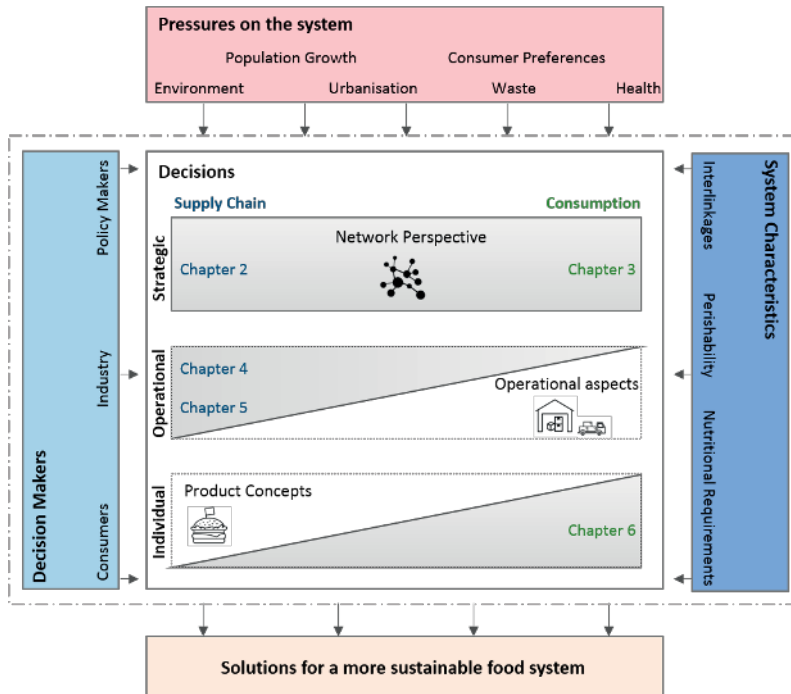 Pressures on the system
Population Growth
Consumer Preferences
Environment
Urbanisation
Waste
Health
Decision Makers
Policy Makers
Industry
Consumers
Decisions
Supply Chain
Consumption
Strategic
Network Perspective
Chapter 2
Chapter 3
Operational
Chapter 4
Chapter 5
Operational aspects
Individual
Product Concepts
Chapter 6
System Characteristics
Interlinkages
Perishability
Nutritional Requirements
Solutions for a more sustainable food system